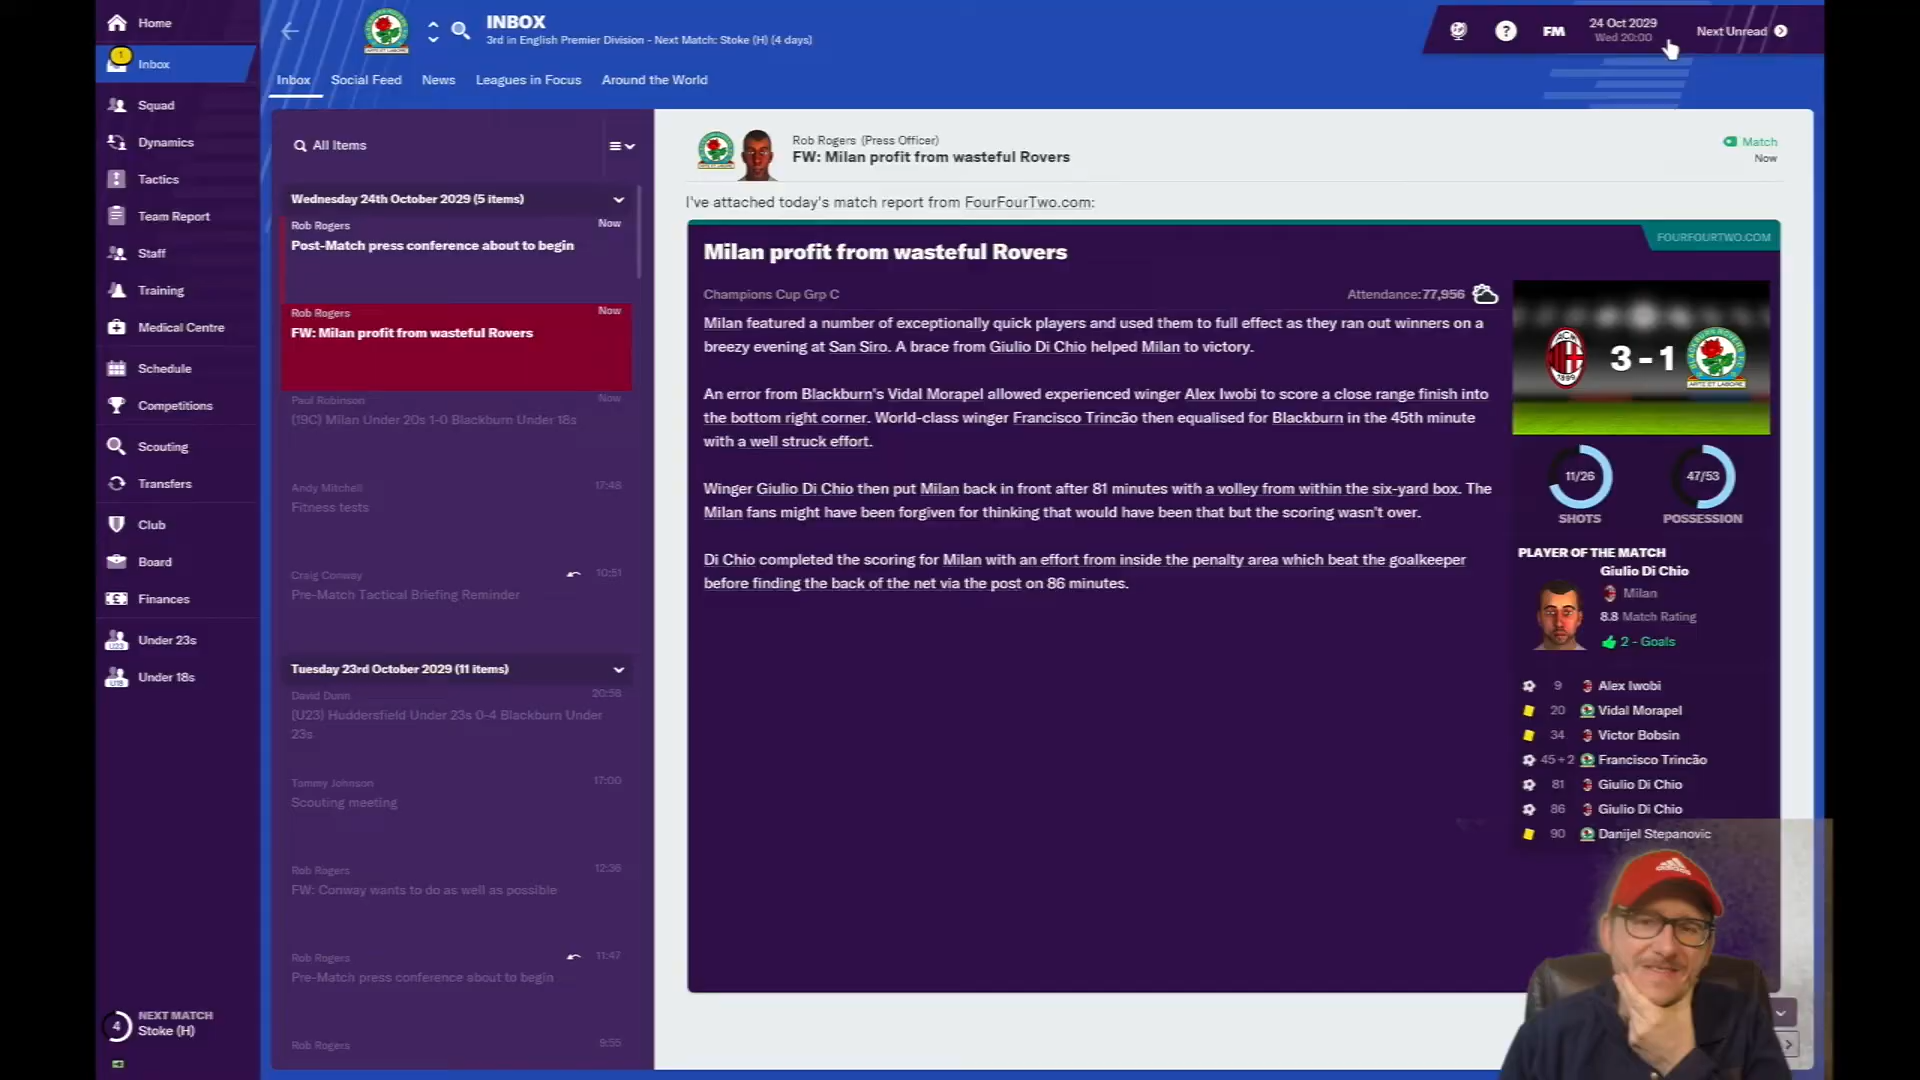 Home
1
Inbox
Squad
Dynamics
Tactics
Team Report
Staff
Training
Medical Centre
Schedule
Competitions
Scouting
Transfers
Club
Board
Finances
U23
Under 23s
U18
Under 18s
4
NEXT MATCH
Stoke (H)
INBOX
3rd in English Premier Division - Next Match: Stoke (H) (4 days)
?
FM
24 Oct 2029
Wed 20:00
Next Unread
Inbox
Social Feed
News
Leagues in Focus
Around the World
All Items
Wednesday 24th October 2029 (5 items)
Rob Rogers
Now
Post-Match press conference about to begin
Rob Rogers
Now
FW: Milan profit from wasteful Rovers
Paul Robinson
Now
(19C) Milan Under 20s 1-0 Blackburn Under 18s
Andy Mitchell
17:48
Fitness tests
Craig Conway
10:51
Pre-Match Tactical Briefing Reminder
Tuesday 23rd October 2029 (11 items)
David Dunn
20:58
(U23) Huddersfield Under 23s 0-4 Blackburn Under
23s
Tommy Johnson
17:00
Scouting meeting
Rob Rogers
12:36
FW: Conway wants to do as well as possible
Rob Rogers
11:47
Pre-Match press conference about to begin
Rob Rogers
9:55
Rob Rogers (Press Officer)
FW: Milan profit from wasteful Rovers
Match
Now
I've attached today's match report from FourFourTwo.com:
FOURFOURTWO.COM
Milan profit from wasteful Rovers
Champions Cup Grp C
Attendance:77,956
Milan featured a number of exceptionally quick players and used them to full effect as they ran out winners on a
breezy evening at San Siro. A brace from Giulio Di Chio helped Milan to victory.
An error from Blackburn's Vidal Morapel allowed experienced winger Alex Iwobi to score a close range finish into
the bottom right corner. World-class winger Francisco Trincão then equalised for Blackburn in the 45th minute
with a well struck effort.
Winger Giulio Di Chio then put Milan back in front after 81 minutes with a volley from within the six-yard box. The
Milan fans might have been forgiven for thinking that would have been that but the scoring wasn't over.
Di Chio completed the scoring for Milan with an effort from inside the penalty area which beat the goalkeeper
before finding the back of the net via the post on 86 minutes.
ACM
1899
3 - 1
11/26
SHOTS
47/53
POSSESSION
PLAYER OF THE MATCH
Giulio Di Chio
Milan
8.8 Match Rating
2 - Goals
9 Alex Iwobi
20 Vidal Morapel
34 Victor Bobsin
45+2 Francisco Trincão
81 Giulio Di Chio
86 Giulio Di Chio
90 Danijel Stepanovic